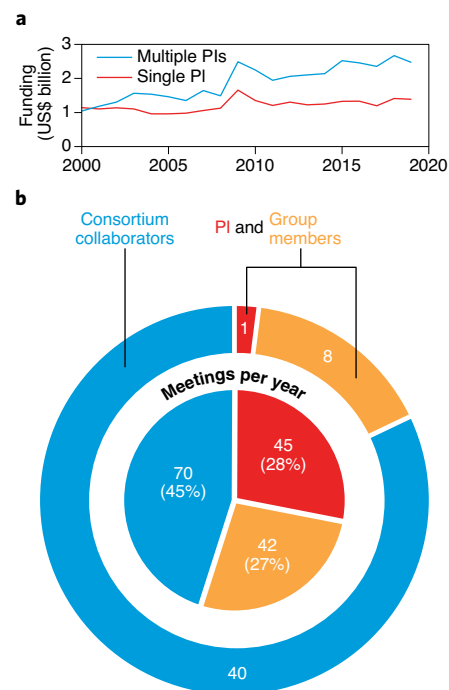 a
Funding
(US$ billion)
3
2
1
0
Multiple PIs
Single PI
2000 2005 2010 2015 2020
b
Consortium
collaborators
PI and Group
members
1
8
Meetings per year
45
(28%)
70
(45%)
42
(27%)
40